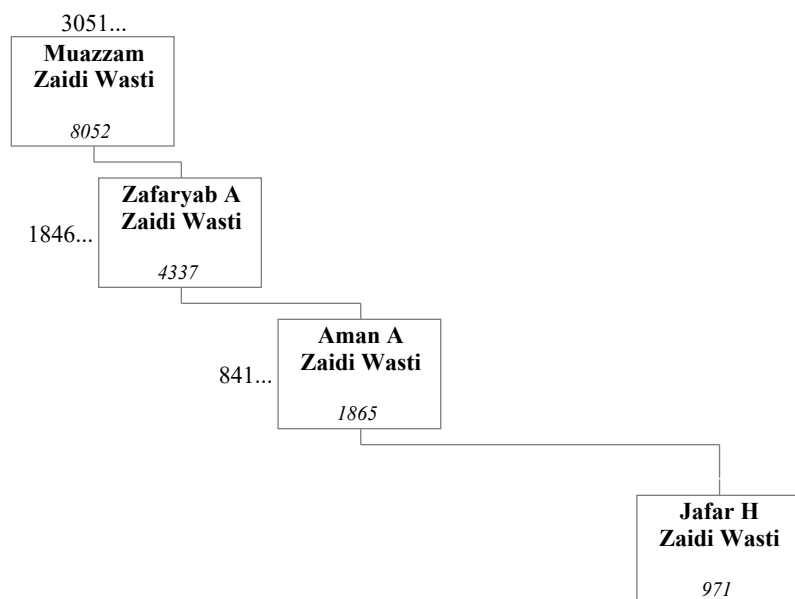 3051...
Muazzam
Zaidi Wasti
8052
Zafaryab A
Zaidi Wasti
1846...
4337
Aman A
Zaidi Wasti
841...
1865
Jafar H
Zaidi Wasti
971